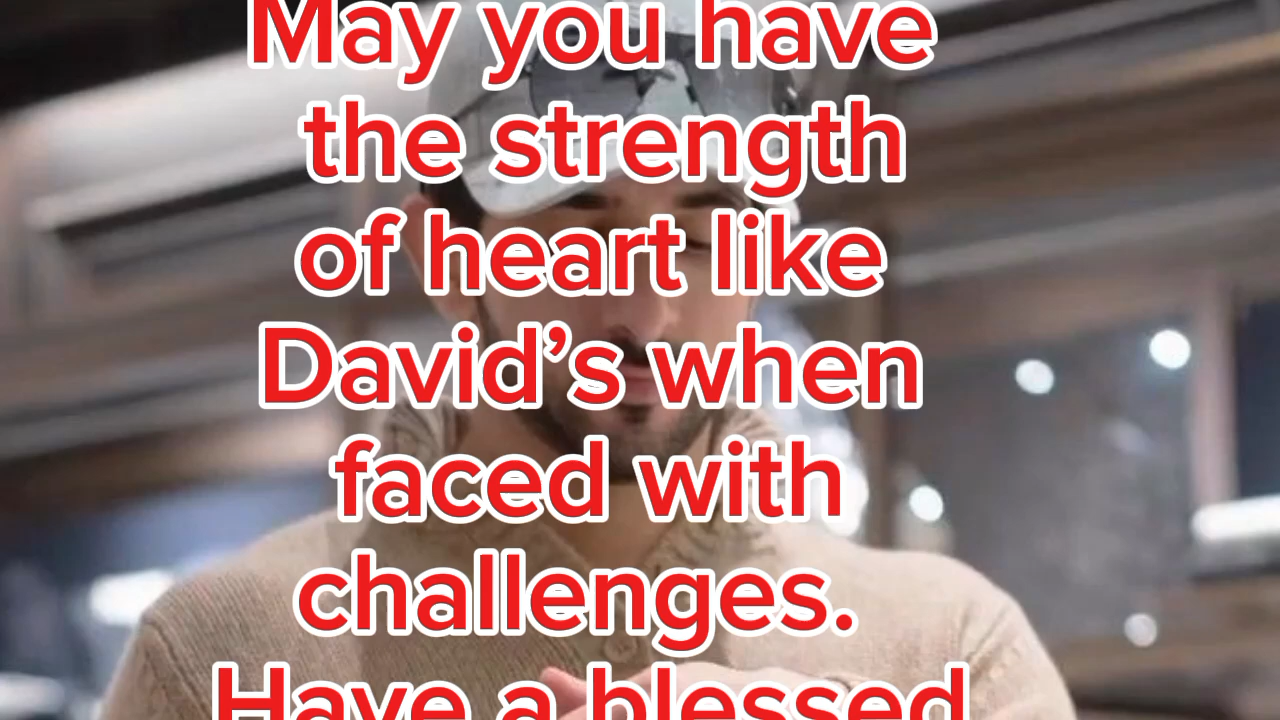 May you have
the strength
of heart like
David’s when
faced with
challenges.
Have a blessed